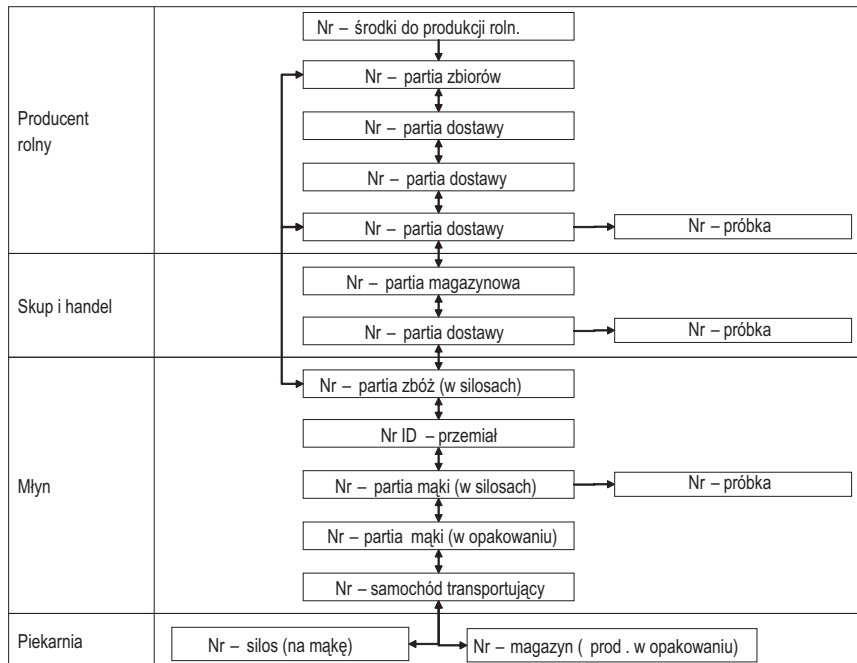 Nr – środki do produkcji roln.
Nr – partia zbiorów
Producent
rolny
Nr – partia dostawy
Nr – partia dostawy
Nr – partia dostawy
Nr – próbka
Skup i handel
Nr – partia magazynowa
Nr – partia dostawy
Nr – próbka
Młyn
Nr – partia zbóż (w silosach)
Nr ID – przemiał
Nr – partia mąki (w silosach)
Nr – próbka
Nr – partia mąki (w opakowaniu)
Nr – samochód transportujący
Piekarnia
Nr – silos (na mąkę)
Nr – magazyn ( prod . w opakowaniu)